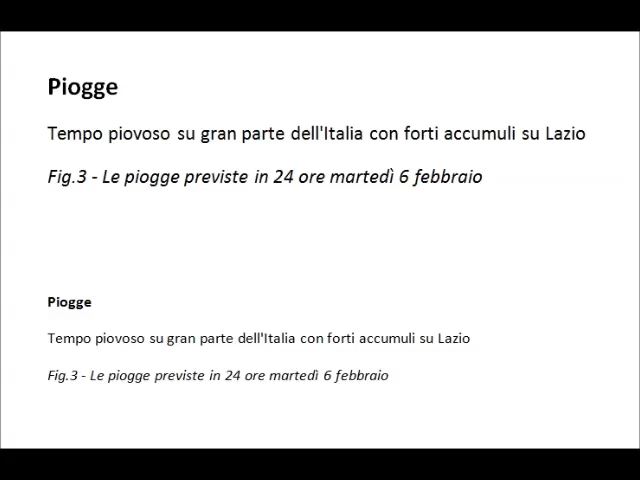 Piogge
Tempo piovoso su gran parte dell'Italia con forti accumuli su Lazio
Fig.3 - Le piogge previste in 24 ore martedì 6 febbraio
Piogge
Tempo piovoso su gran parte dell'Italia con forti accumuli su Lazio
Fig.3 - Le piogge previste in 24 ore martedì 6 febbraio